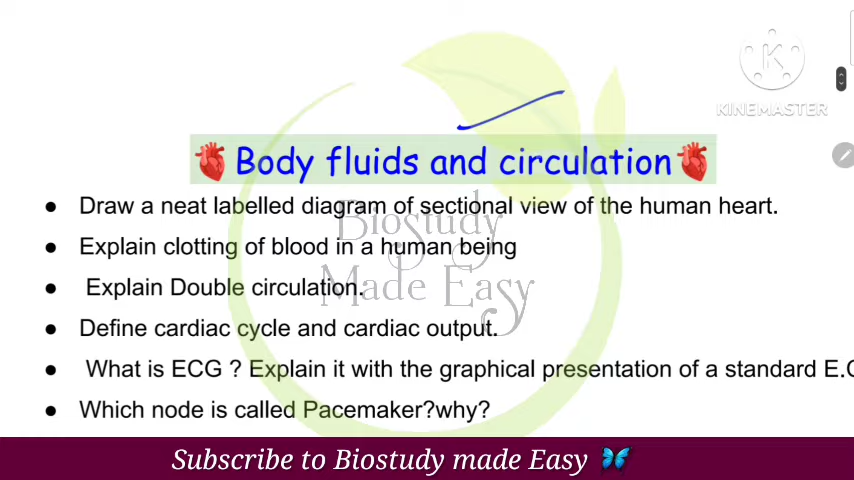 KINEMASTER
Body fluids and circulation
● Draw a neat labelled diagram of sectional view of the human heart.
● Explain clotting of blood in a human being
● Explain Double circulation.
● Define cardiac cycle and cardiac output.
● What is ECG ? Explain it with the graphical presentation of a standard E.C
● Which node is called Pacemaker?why?
Biostudy
Made Easy
Subscribe to Biostudy made Easy 🦋